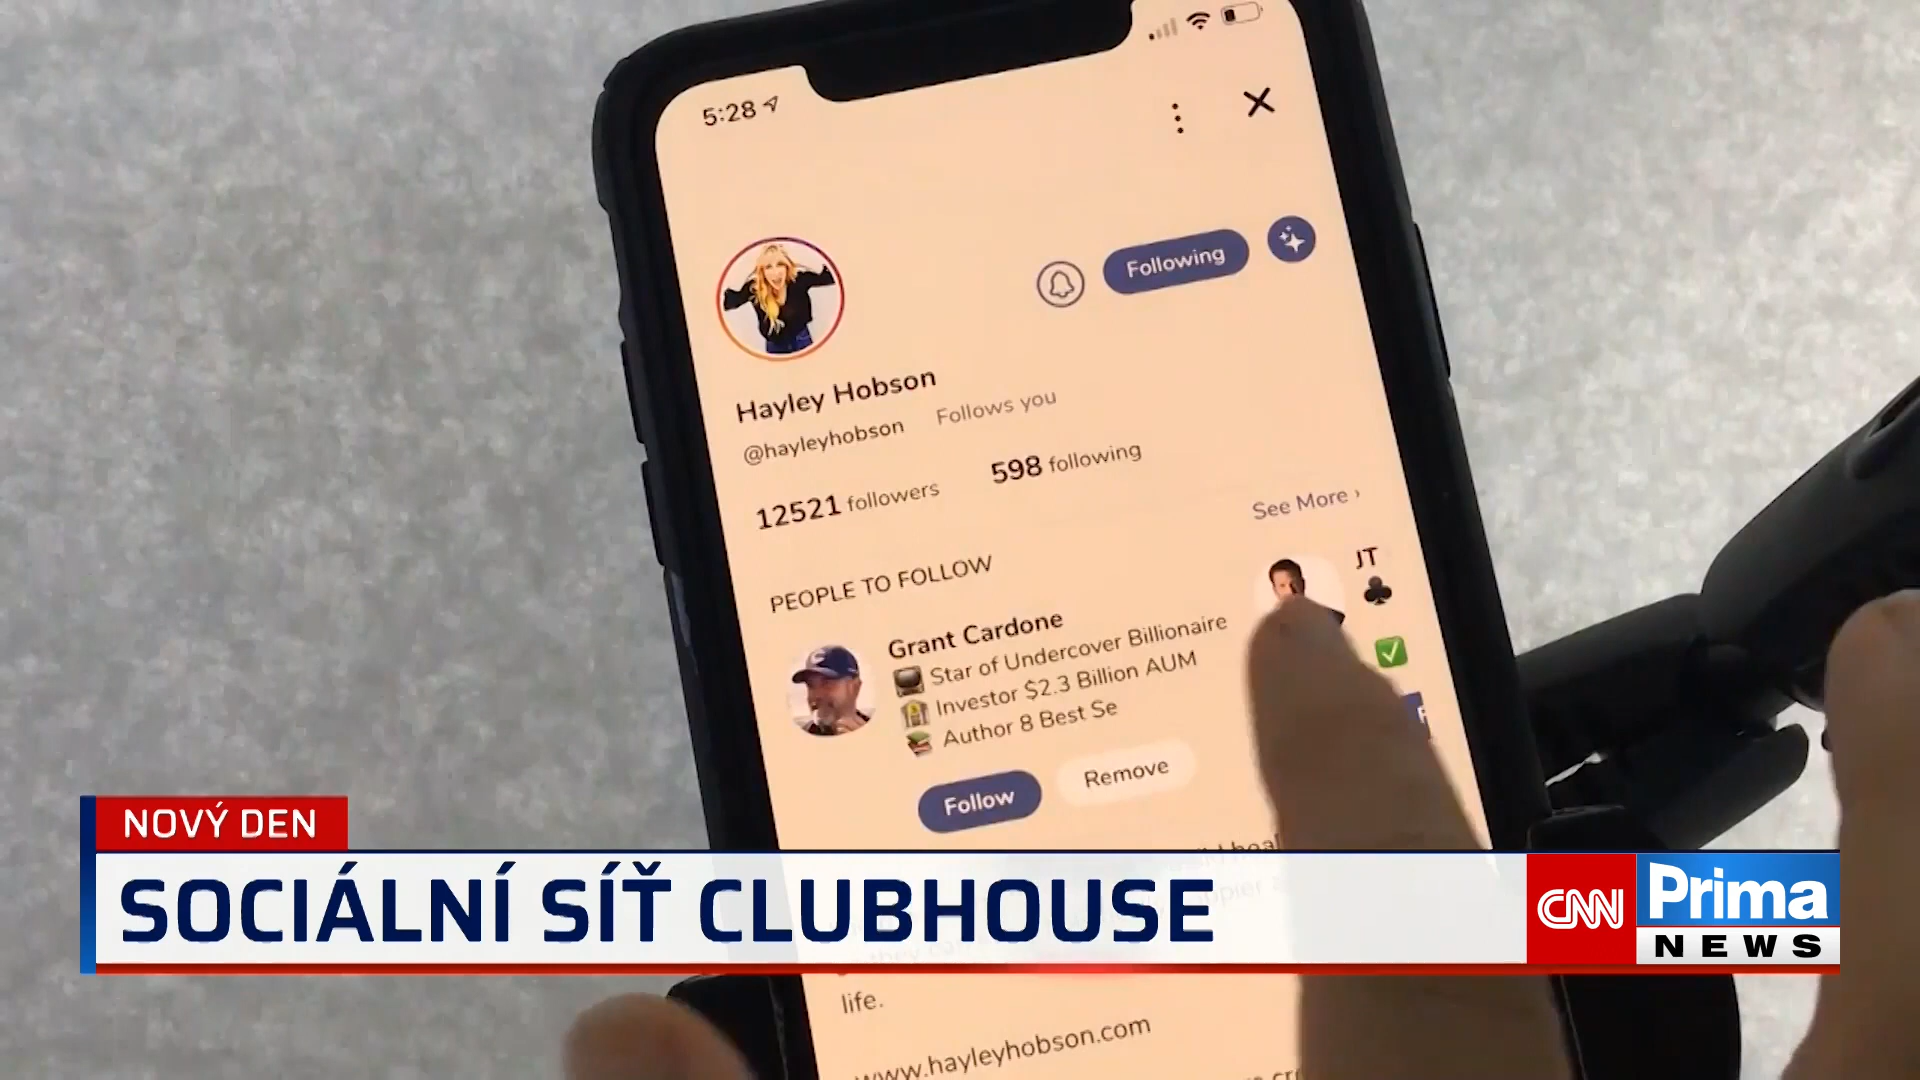 5:28
Following
Hayley Hobson
@hayleyhobson Follows you
12521 followers 598 following
See More ›
PEOPLE TO FOLLOW
Grant Cardone
Star of Undercover Billionaire
Investor $2.3 Billion AUM
Author 8 Best Se
JT
Follow
Remove
NOVÝ DEN
SOCIÁLNÍ SÍŤ CLUBHOUSE
CNN Prima NEWS
life.
www.hayleyhobson.com